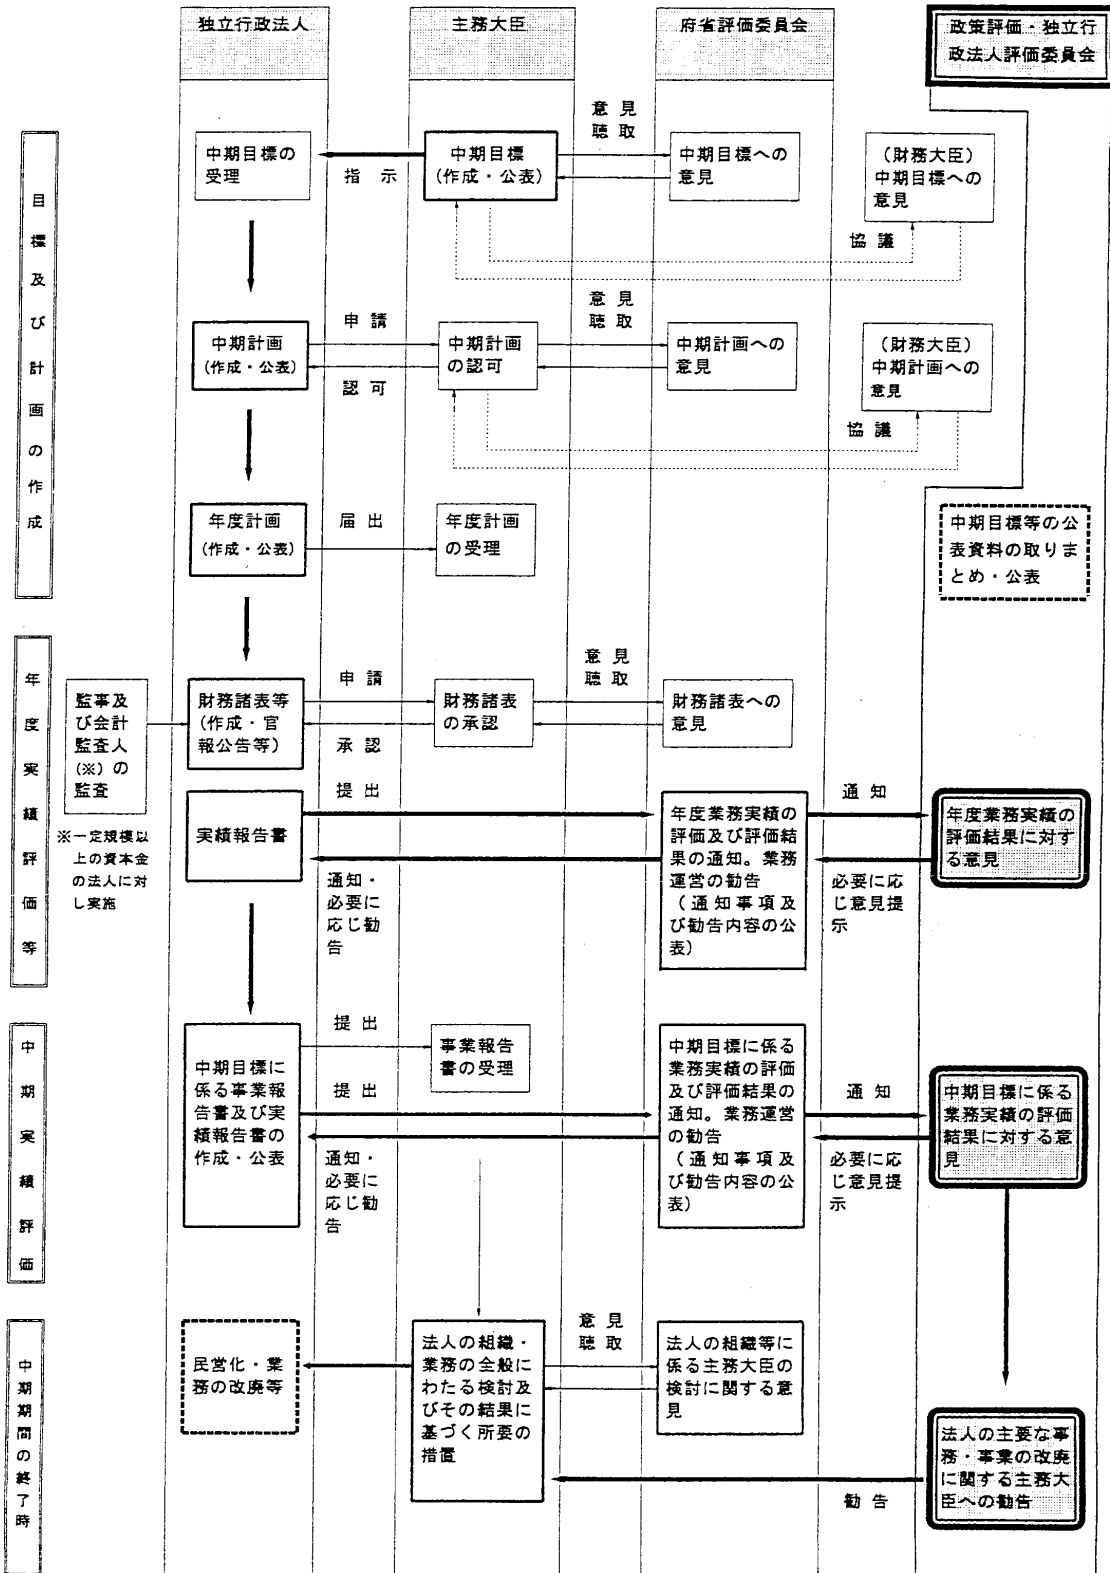 独立行政法人
主務大臣
府省評価委員会
政策評価・独立行
政法人評価委員会
目標及び計画の作成
中期目標の
受理
指示
中期目標
(作成・公表)
意見
聴取
中期目標への
意見
(財務大臣)
中期目標への
意見
協議
中期計画
(作成・公表)
申請
認可
中期計画
の認可
意見
聴取
中期計画への
意見
(財務大臣)
中期計画への
意見
協議
年度計画
(作成・公表)
届出
年度計画
の受理
中期目標等の公
表資料の取りま
とめ・公表
年度実績評価等
監事及
び会計
監査人
(※)の
監査
※一定規模以
上の資本金
の法人に対
し実施
財務諸表等
(作成・官
報公告等)
申請
承認
財務諸表
の承認
意見
聴取
財務諸表への
意見
実績報告書
提出
通知・
必要に
応じ勧
告
年度業務実績の
評価及び評価結
果の通知。業務
運営の勧告
(通知事項及
び勧告内容の公
表)
通知
必要に応
じ意見提
示
年度業務実績の
評価結果に対す
る意見
中期実績評価
中期目標に
係る事業報
告書及び実
績報告書の
作成・公表
提出
事業報告
書の受理
提出
通知・
必要に
応じ勧
告
中期目標に係る
業務実績の評価
及び評価結果の
通知。業務運営
の勧告
(通知事項及
び勧告内容の公
表)
通知
必要に応
じ意見提
示
中期目標に係る
業務実績の評価
結果に対する意
見
中期期間の終了時
民営化・業
務の改廃等
法人の組織・
業務の全般に
わたる検討及
びその結果に
基づく所要の
措置
意見
聴取
法人の組織等に
係る主務大臣の
検討に関する意
見
勧告
法人の主要な事
務・事業の改廃
に関する主務大
臣への勧告